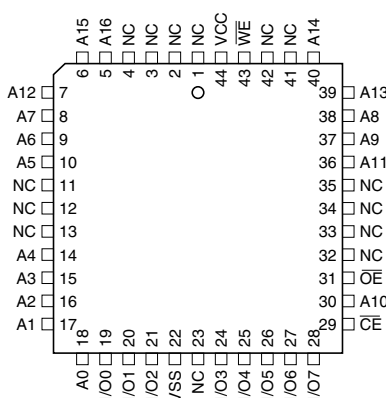 A15 A16 NC NC NC NC VCC W̅E̅ NC NC A14
6 5 4 3 2 1 44 43 42 41 40
A12 7 39 A13
A7 8 38 A8
A6 9 37 A9
A5 10 36 A11
NC 11 35 NC
NC 12 34 NC
NC 13 33 NC
A4 14 32 NC
A3 15 31 O̅E̅
A2 16 30 A10
A1 17 29 C̅E̅
18 19 20 21 22 23 24 25 26 27 28
A0 /O0 /O1 /O2 /SS NC /O3 /O4 /O5 /O6 /O7